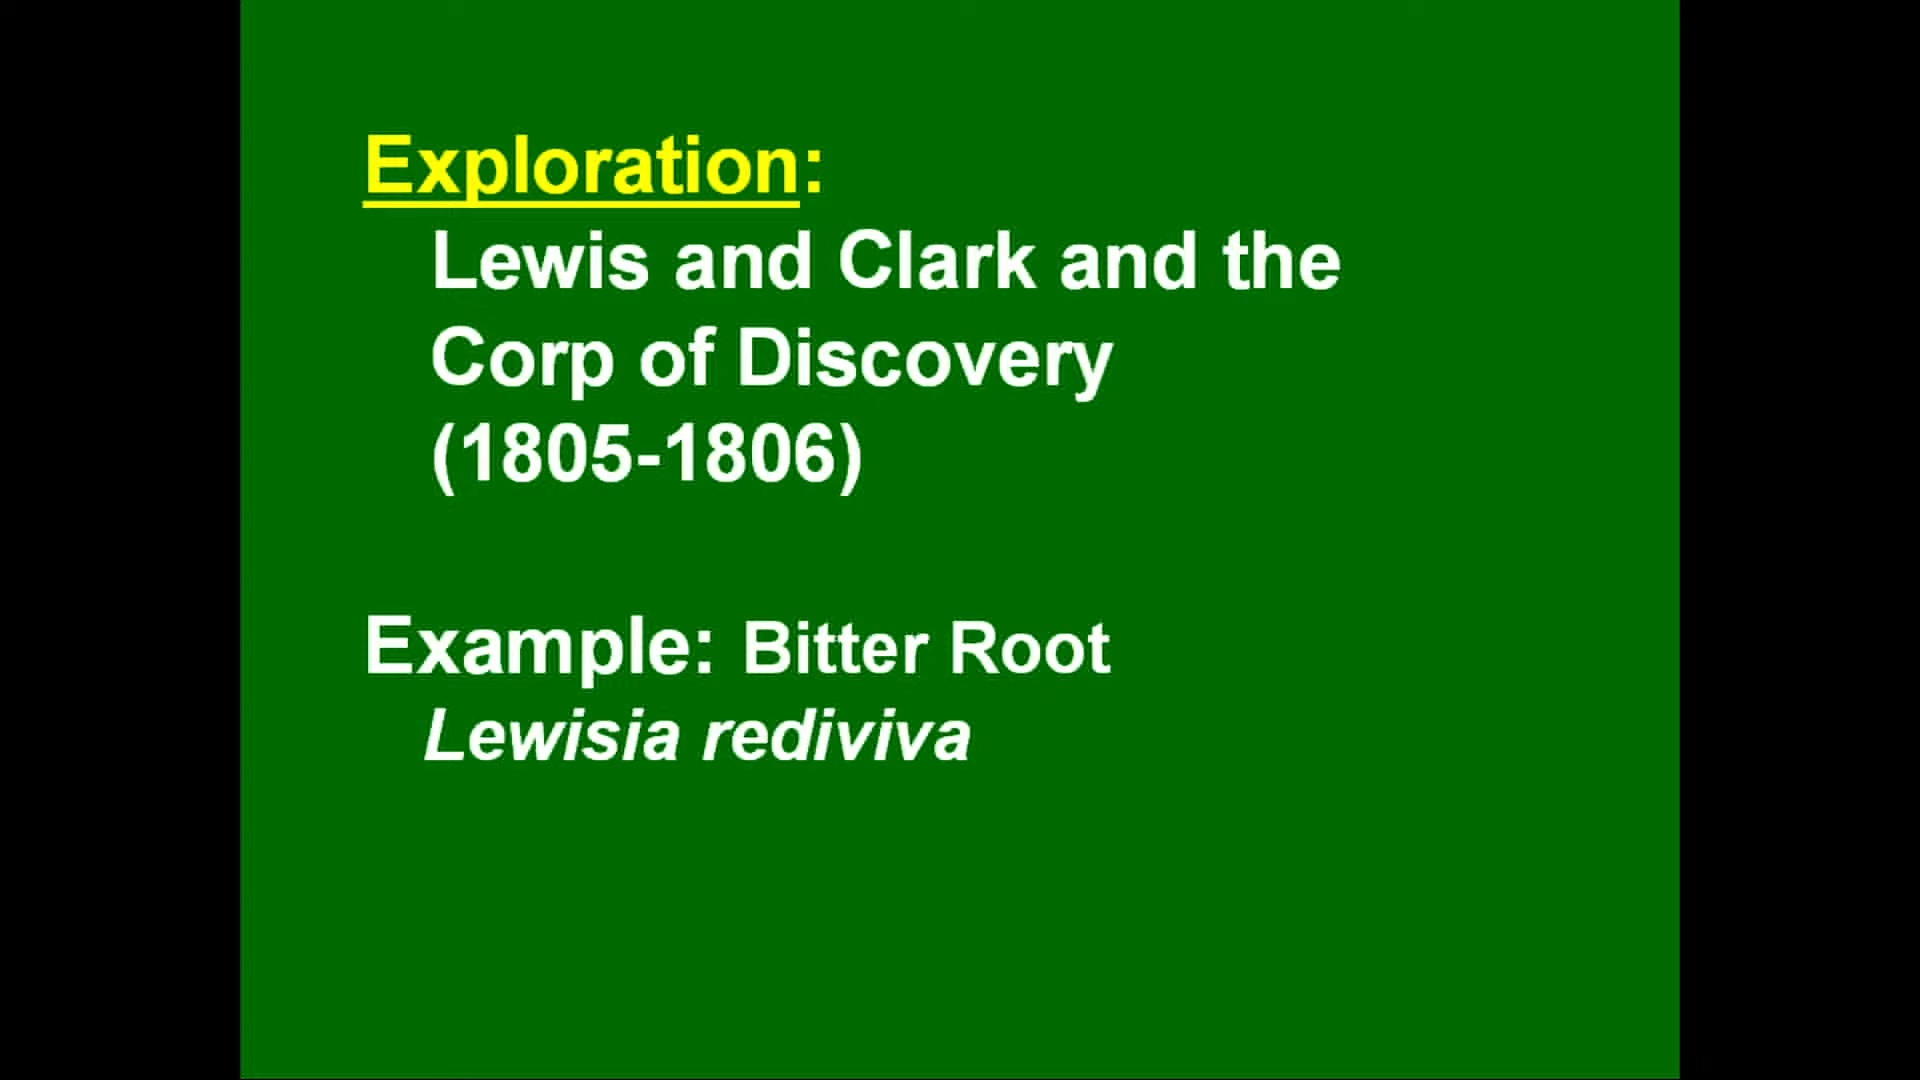 Exploration:
Lewis and Clark and the
Corp of Discovery
(1805-1806)
Example: Bitter Root
Lewisia rediviva